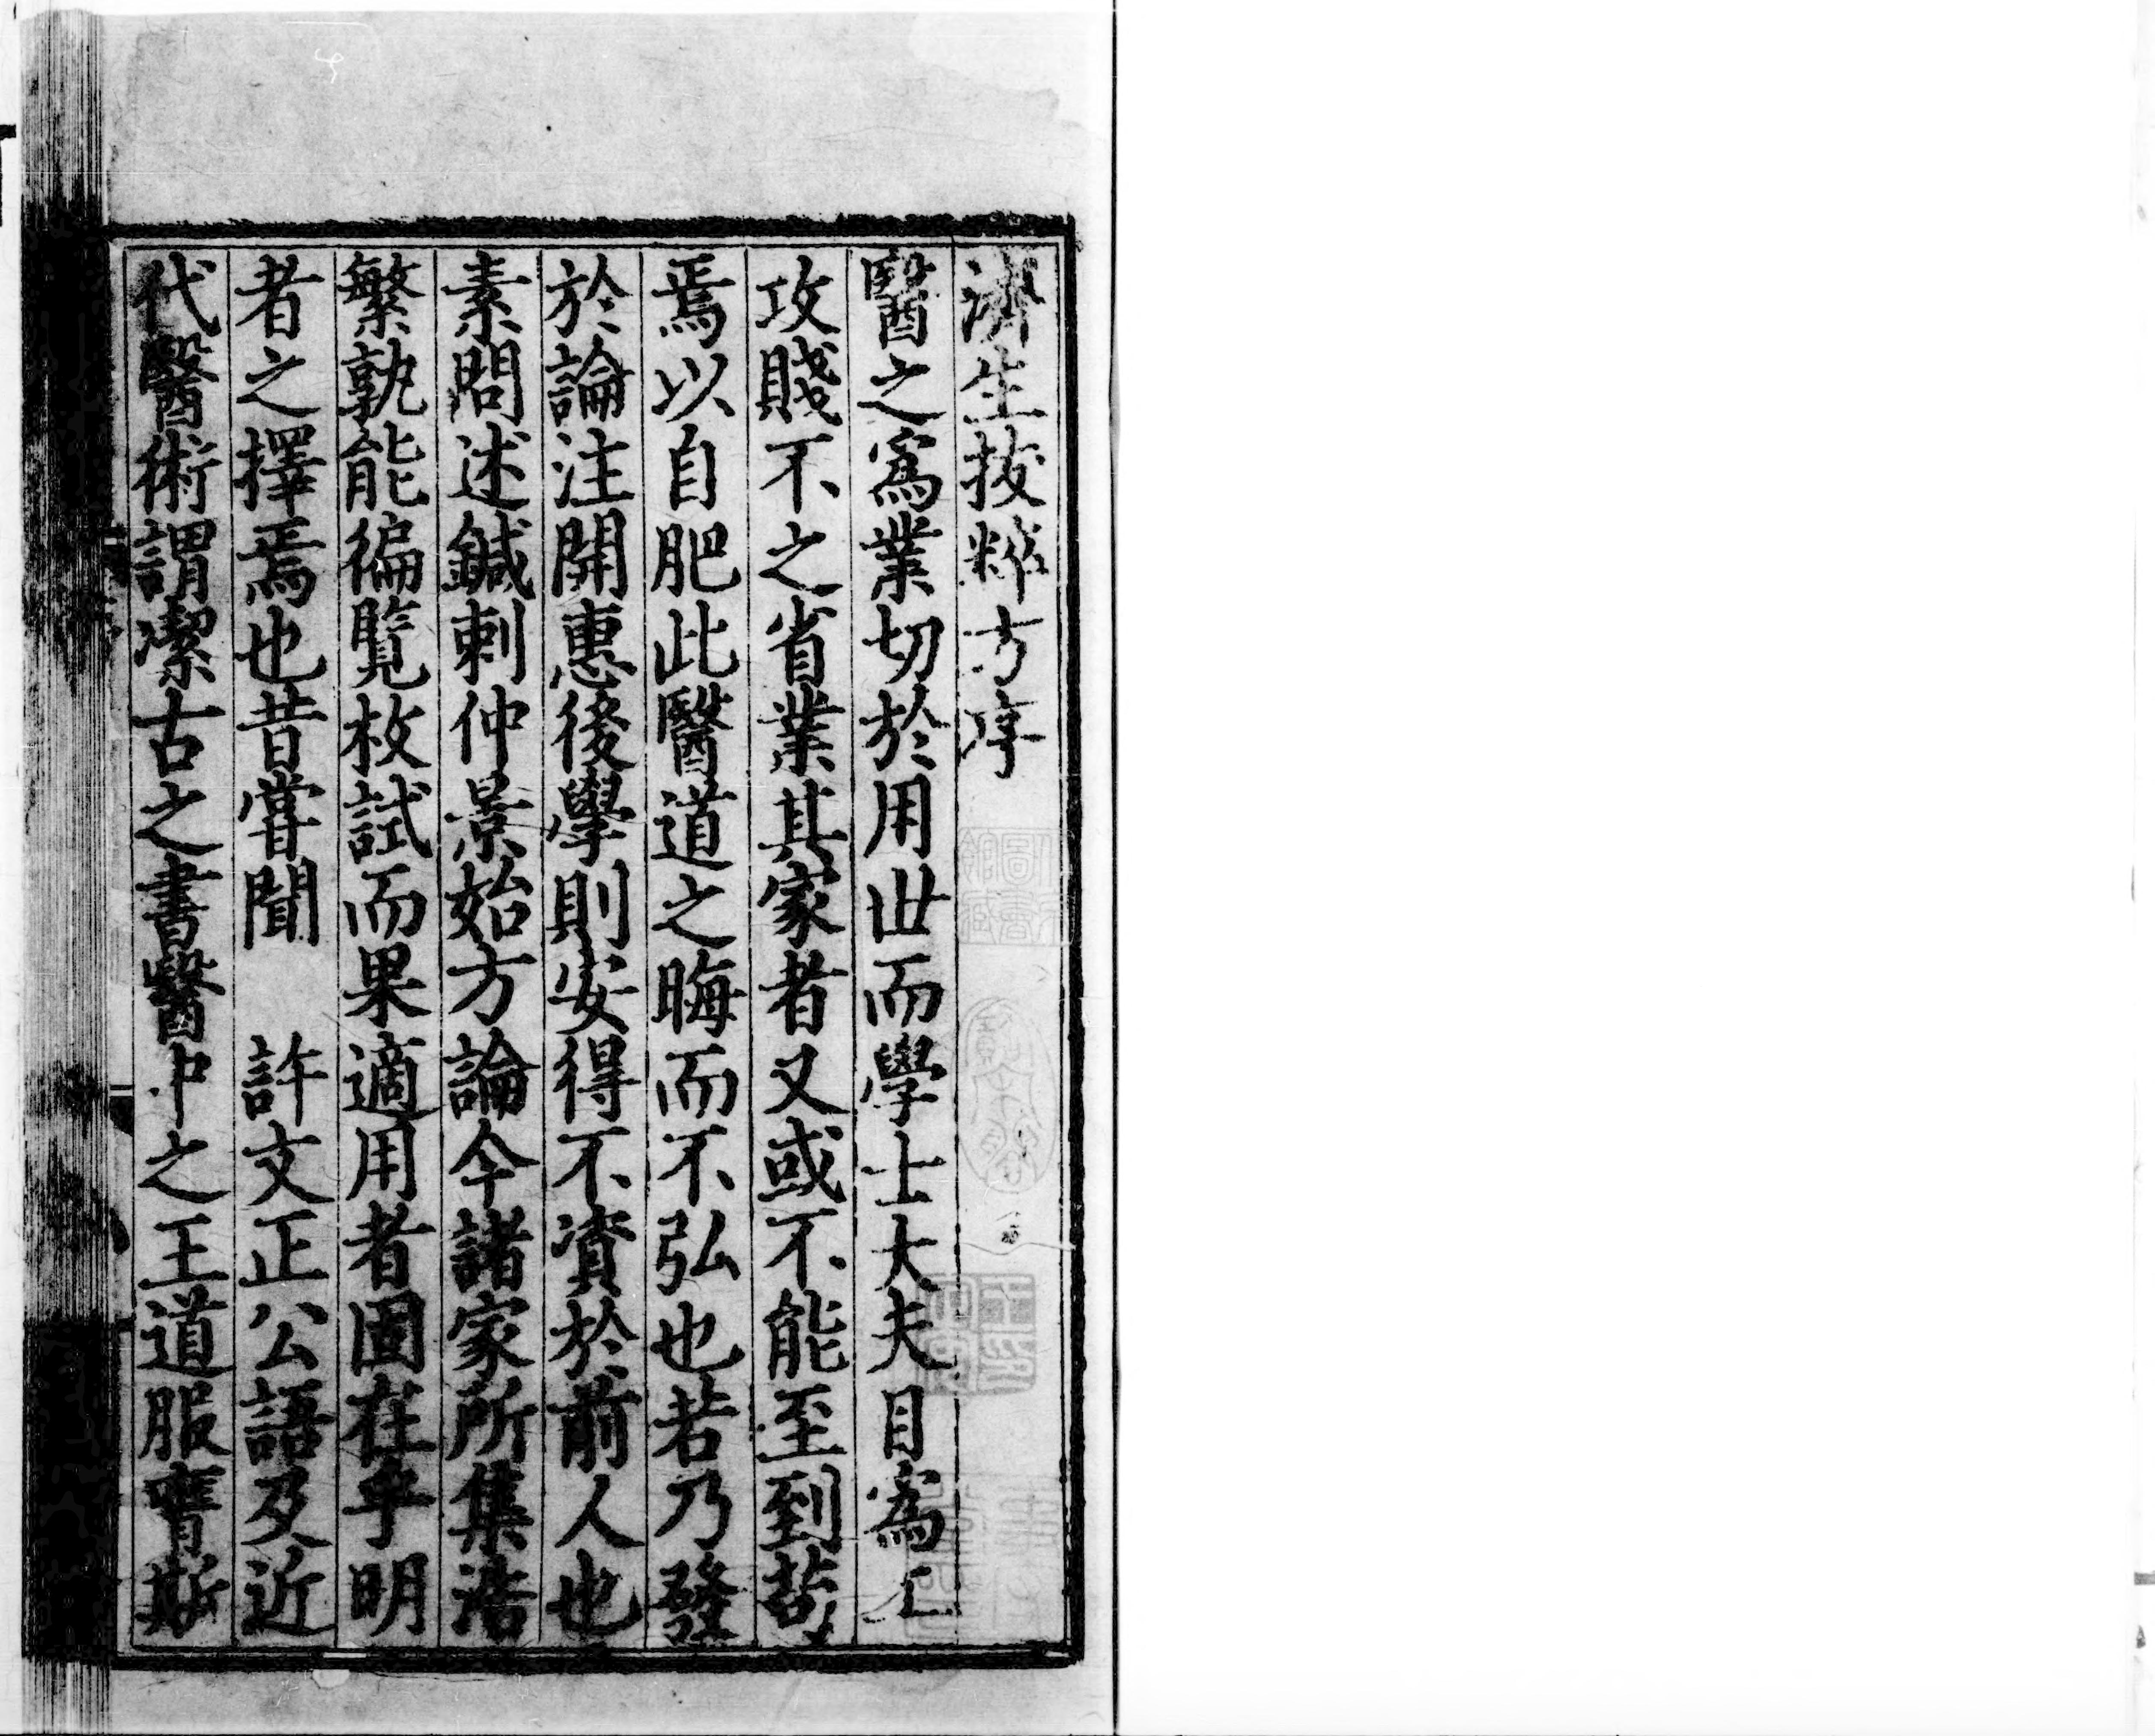 濟生拔粹方序
醫之爲業切於用世而學士大夫目爲工
攻賤不之省業其家者又或不能至到苟
焉以自肥此醫道之晦而不弘也若乃發
於論注開惠後學則安得不資於前人也
素問述鍼刺仲景始方論今諸家所集浩
繁孰能徧覽枚試而果適用者圖在乎明
者之擇焉也昔嘗聞　許文正公語及近
代醫術謂潔古之書醫中之王道服膺斯